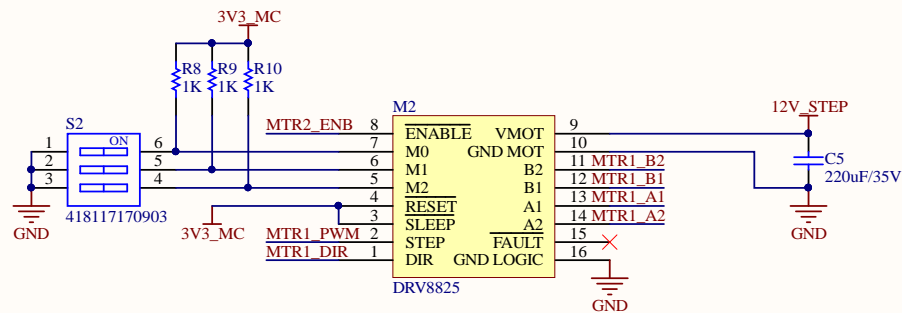 3V3_MC
R8 R9 R10
1K 1K 1K
S2
ON
1 6
2 5
3 4
418117170903
GND
3V3_MC
MTR2_ENB
MTR1_PWM
MTR1_DIR
M2
8 ENABLE VMOT 9
7 M0 GND MOT 10
6 M1 B2 11 MTR1_B2
5 M2 B1 12 MTR1_B1
4 RESET A1 13 MTR1_A1
3 SLEEP A2 14 MTR1_A2
2 STEP FAULT 15
1 DIR GND LOGIC 16
DRV8825
GND
12V_STEP
C5
220uF/35V
GND